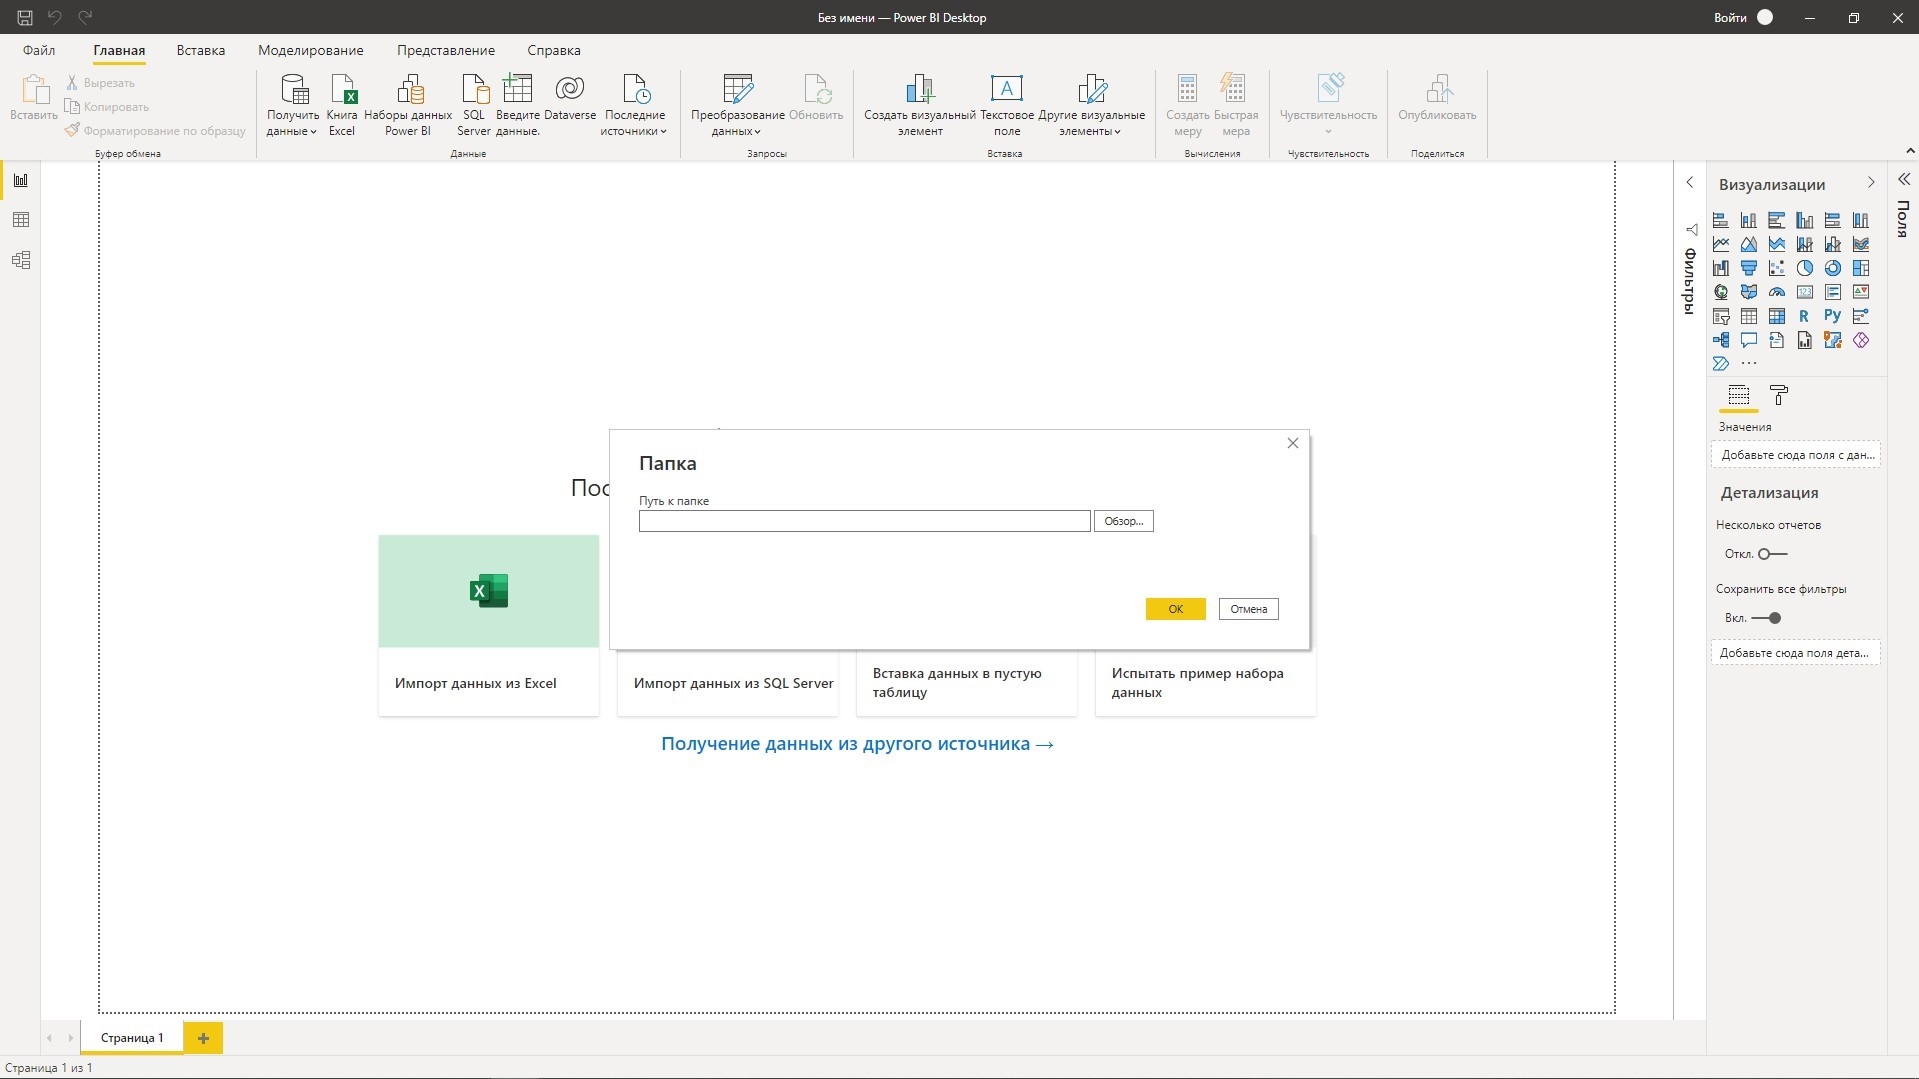 Без имени — Power BI Desktop
Войти
Файл
Главная
Вставка
Моделирование
Представление
Справка
Вставить
Вырезать
Копировать
Форматирование по образцу
Буфер обмена
Получить данные
Книга Excel
Наборы данных Power BI
SQL Server
Введите данные.
Dataverse
Последние источники
Данные
Преобразование данных
Обновить
Запросы
Создать визуальный элемент
Текстовое поле
Другие визуальные элементы
Вставка
Создать меру
Быстрая мера
Вычисления
Чувствительность
Чувствительность
Опубликовать
Поделиться
Папка
Путь к папке
Обзор...
ОК
Отмена
Импорт данных из Excel
Импорт данных из SQL Server
Вставка данных в пустую
таблицу
Испытать пример набора
данных
Получение данных из другого источника →
Фильтры
Визуализации
123
R
Py
Значения
Добавьте сюда поля с дан...
Детализация
Несколько отчетов
Откл.
Сохранить все фильтры
Вкл.
Добавьте сюда поля дета...
Поля
Страница 1
Страница 1 из 1